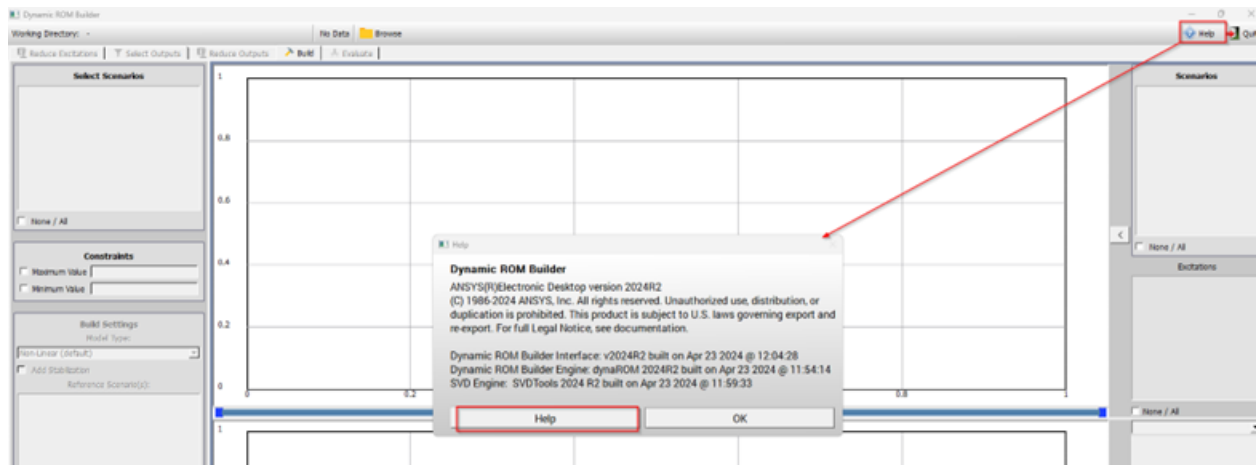 Dynamic ROM Builder
Working Directory: -
No Data
Browse
Help
Quit
Reduce Excitations
Select Outputs
Reduce Outputs
Build
Evaluate
Select Scenarios
None / All
Constraints
Maximum Value
Minimum Value
Build Settings
Model Type:
Non-Linear (default)
Add Stabilization
Reference Scenario(s):
1
0.8
0.6
0.4
0.2
0
0.2
0.8
1
1
Help
Dynamic ROM Builder
ANSYS(R)Electronic Desktop version 2024R2
(C) 1986-2024 ANSYS, Inc. All rights reserved. Unauthorized use, distribution, or
duplication is prohibited. This product is subject to U.S. laws governing export and
re-export. For full Legal Notice, see documentation.
Dynamic ROM Builder Interface: v2024R2 built on Apr 23 2024 @ 12:04:28
Dynamic ROM Builder Engine: dynaROM 2024R2 built on Apr 23 2024 @ 11:54:14
SVD Engine: SVDTools 2024 R2 built on Apr 23 2024 @ 11:59:33
Help
OK
Scenarios
None / All
Excitations
None / All